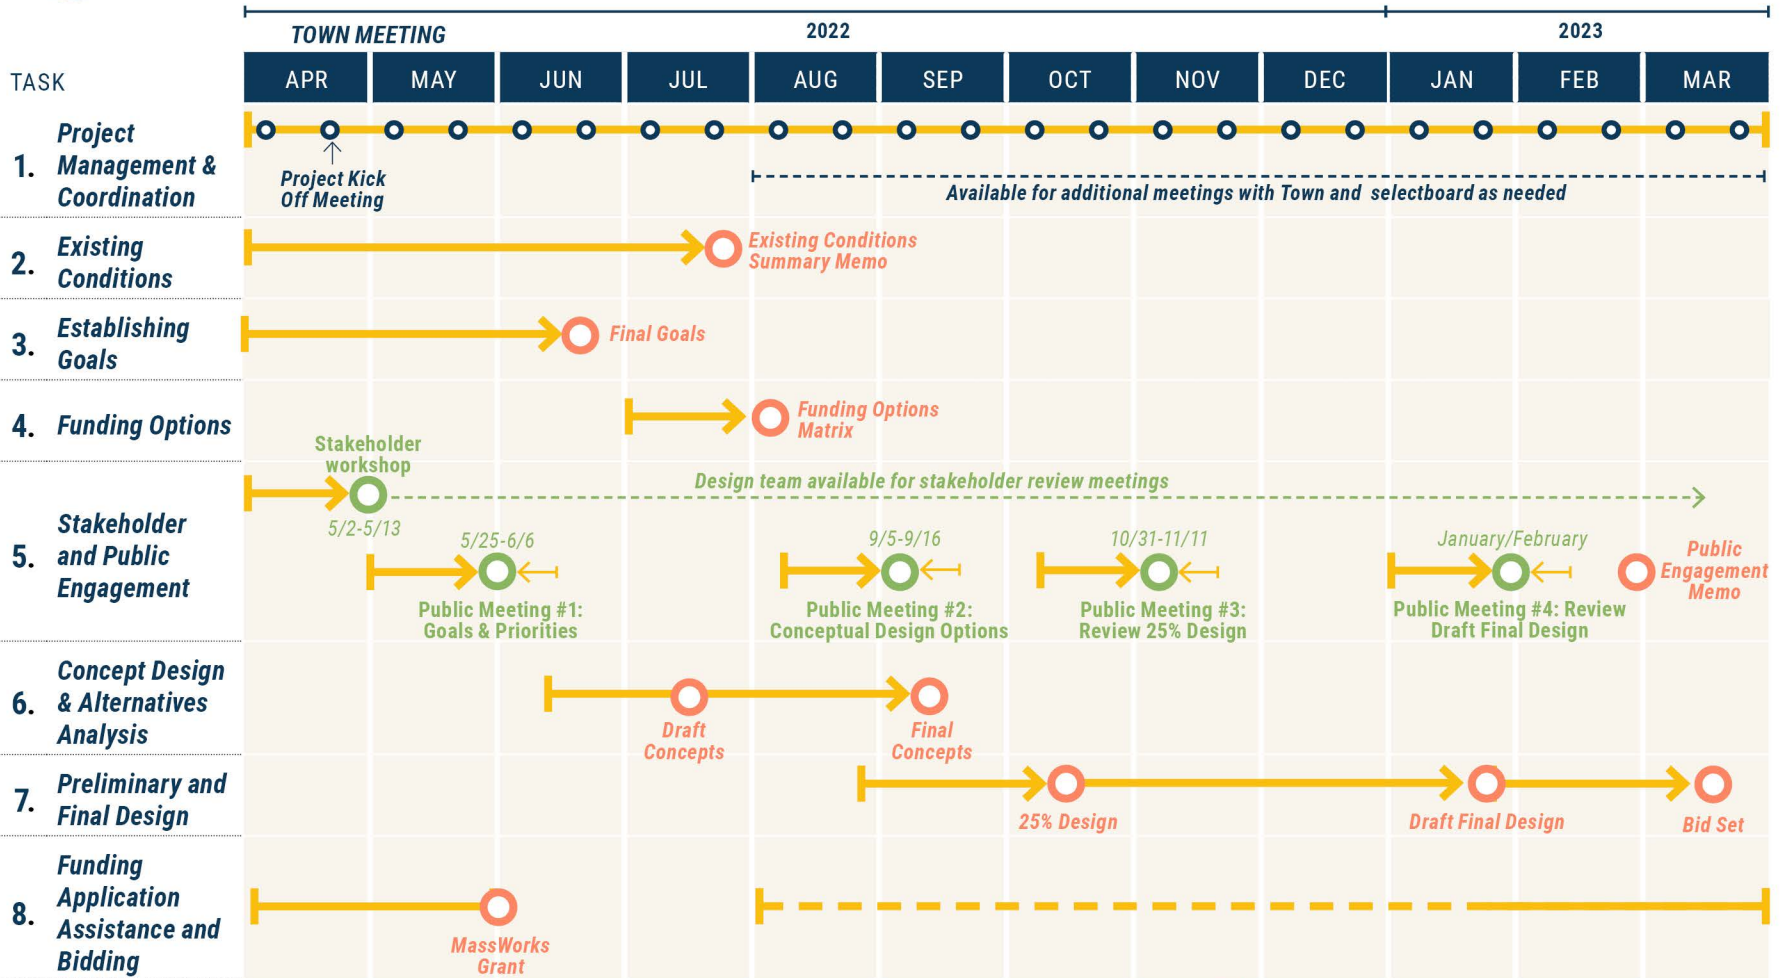 TOWN MEETING
2022
2023
TASK
APR
MAY
JUN
JUL
AUG
SEP
OCT
NOV
DEC
JAN
FEB
MAR
1.
Project
Management &
Coordination
Project Kick
Off Meeting
Available for additional meetings with Town and selectboard as needed
2.
Existing
Conditions
Existing Conditions
Summary Memo
3.
Establishing
Goals
Final Goals
4.
Funding Options
Funding Options
Matrix
5.
Stakeholder
and Public
Engagement
Stakeholder
workshop
5/2-5/13
Design team available for stakeholder review meetings
5/25-6/6
Public Meeting #1:
Goals & Priorities
9/5-9/16
Public Meeting #2:
Conceptual Design Options
10/31-11/11
Public Meeting #3:
Review 25% Design
January/February
Public Meeting #4: Review
Draft Final Design
Public
Engagement
Memo
6.
Concept Design
& Alternatives
Analysis
Draft
Concepts
Final
Concepts
7.
Preliminary and
Final Design
25% Design
Draft Final Design
Bid Set
8.
Funding
Application
Assistance and
Bidding
MassWorks
Grant